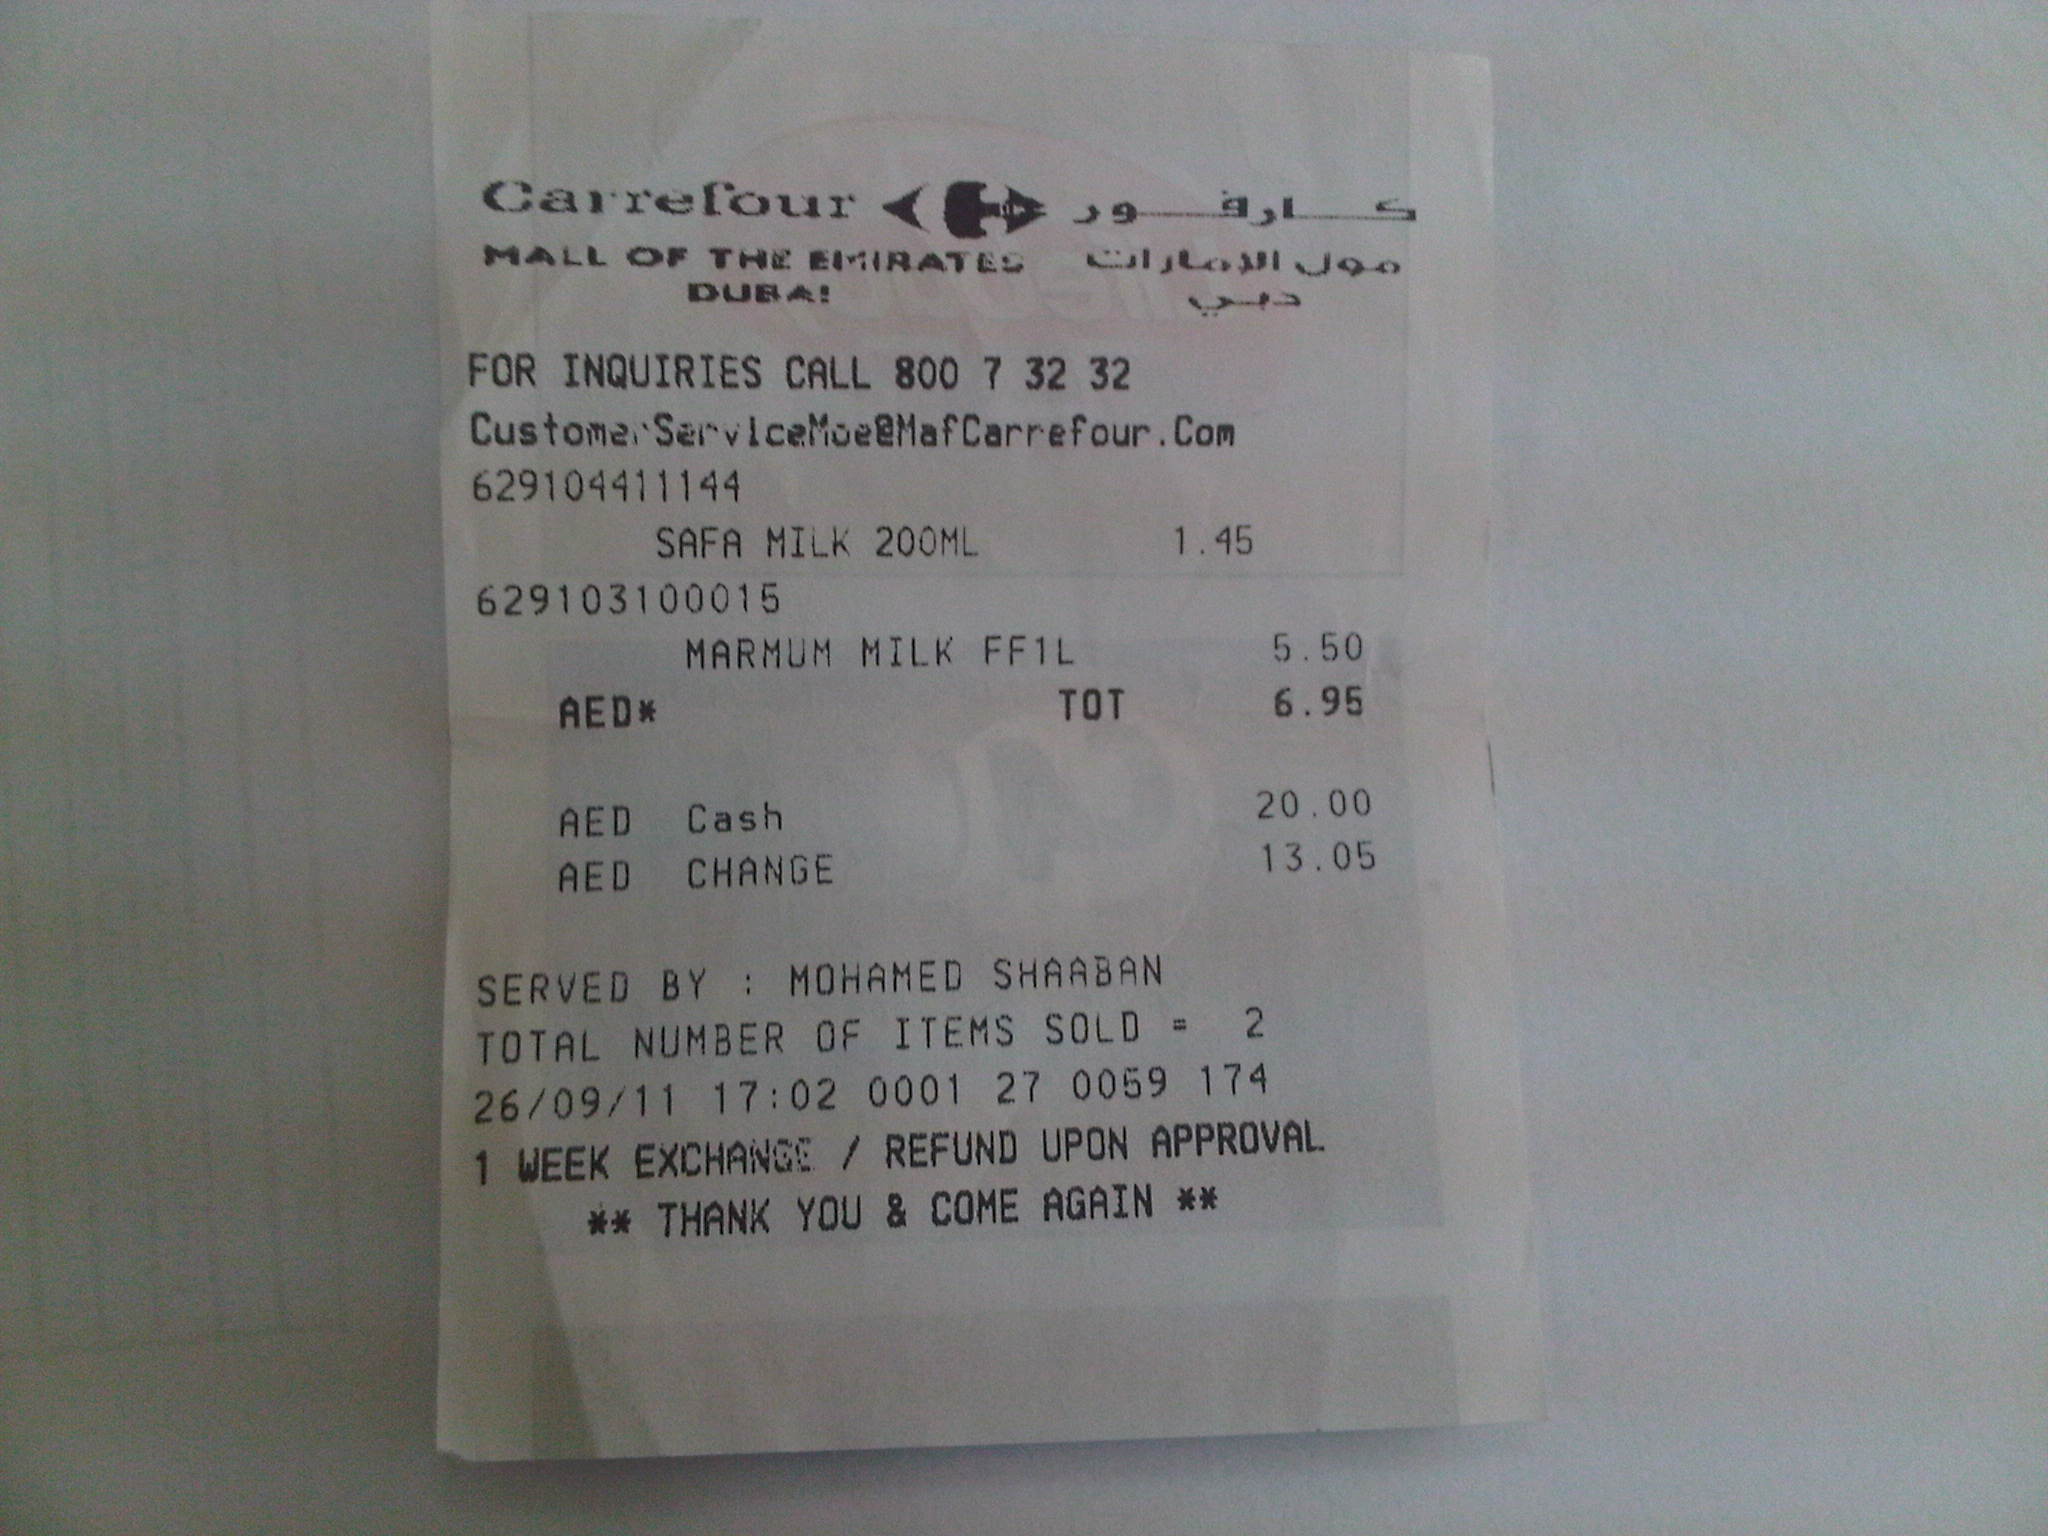 Carrefour كارفور
MALL OF THE EMIRATES مول الإمارات
DUBAI دبي
FOR INQUIRIES CALL 800 7 32 32
CustomerServiceMoe@MafCarrefour.Com
629104411144
SAFA MILK 200ML 1.45
629103100015
MARMUM MILK FF1L 5.50
AED* TOT 6.95
AED Cash 20.00
AED CHANGE 13.05
SERVED BY : MOHAMED SHAABAN
TOTAL NUMBER OF ITEMS SOLD = 2
26/09/11 17:02 0001 27 0059 174
1 WEEK EXCHANGE / REFUND UPON APPROVAL
** THANK YOU & COME AGAIN **